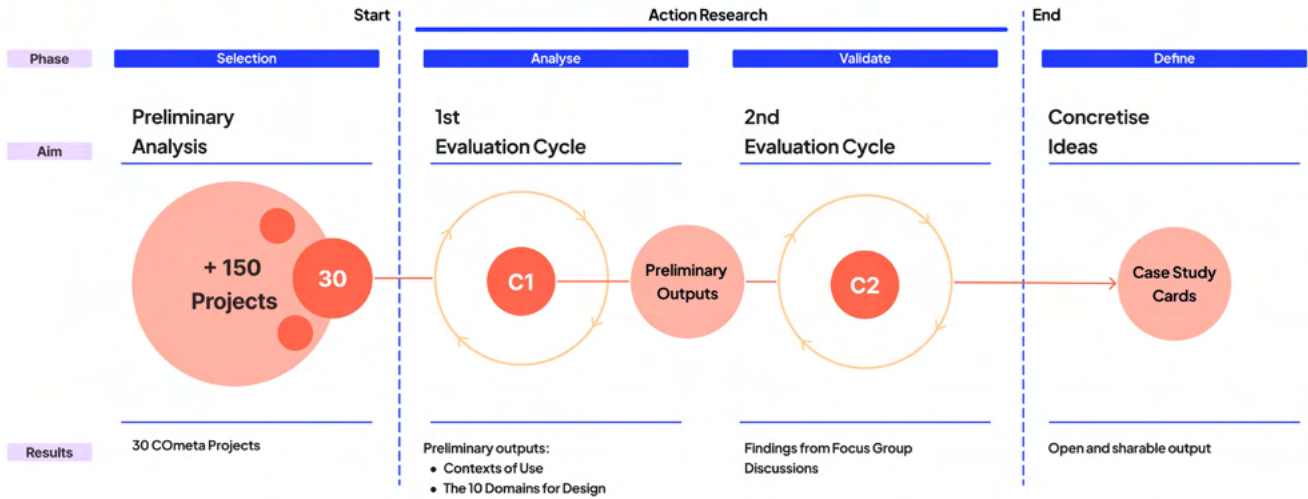 Start
Action Research
End
Phase
Selection
Analyse
Validate
Define
Aim
Preliminary
Analysis
1st
Evaluation Cycle
2nd
Evaluation Cycle
Concretise
Ideas
+ 150
Projects
30
C1
Preliminary
Outputs
C2
Case Study
Cards
Results
30 COmeta Projects
Preliminary outputs:
• Contexts of Use
• The 10 Domains for Design
Findings from Focus Group
Discussions
Open and sharable output